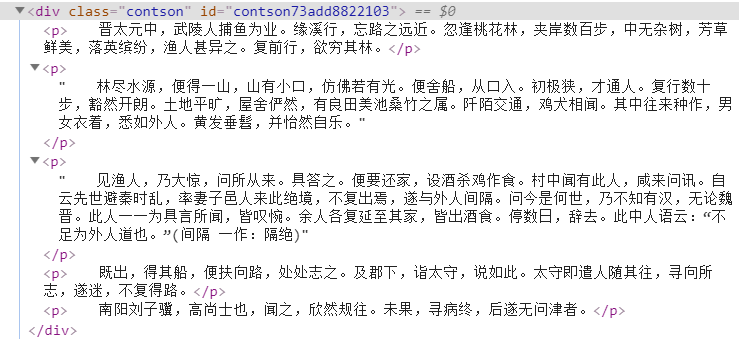 ▼<div class="contson" id="contson73add8822103"> == $0
<p>　　晋太元中，武陵人捕鱼为业。缘溪行，忘路之远近。忽逢桃花林，夹岸数百步，中无杂树，芳草
鲜美，落英缤纷，渔人甚异之。复前行，欲穷其林。</p>
▼<p>
"　　林尽水源，便得一山，山有小口，仿佛若有光。便舍船，从口入。初极狭，才通人。复行数十
步，豁然开朗。土地平旷，屋舍俨然，有良田美池桑竹之属。阡陌交通，鸡犬相闻。其中往来种作，男
女衣着，悉如外人。黄发垂髫，并怡然自乐。"
</p>
▼<p>
"　　见渔人，乃大惊，问所从来。具答之。便要还家，设酒杀鸡作食。村中闻有此人，咸来问讯。自
云先世避秦时乱，率妻子邑人来此绝境，不复出焉，遂与外人间隔。问今是何世，乃不知有汉，无论魏
晋。此人一一为具言所闻，皆叹惋。余人各复延至其家，皆出酒食。停数日，辞去。此中人语云：“不
足为外人道也。”(间隔 一作：隔绝)"
</p>
<p>　　既出，得其船，便扶向路，处处志之。及郡下，诣太守，说如此。太守即遣人随其往，寻向所
志，遂迷，不复得路。</p>
<p>　　南阳刘子骥，高尚士也，闻之，欣然规往。未果，寻病终，后遂无问津者。</p>
</div>